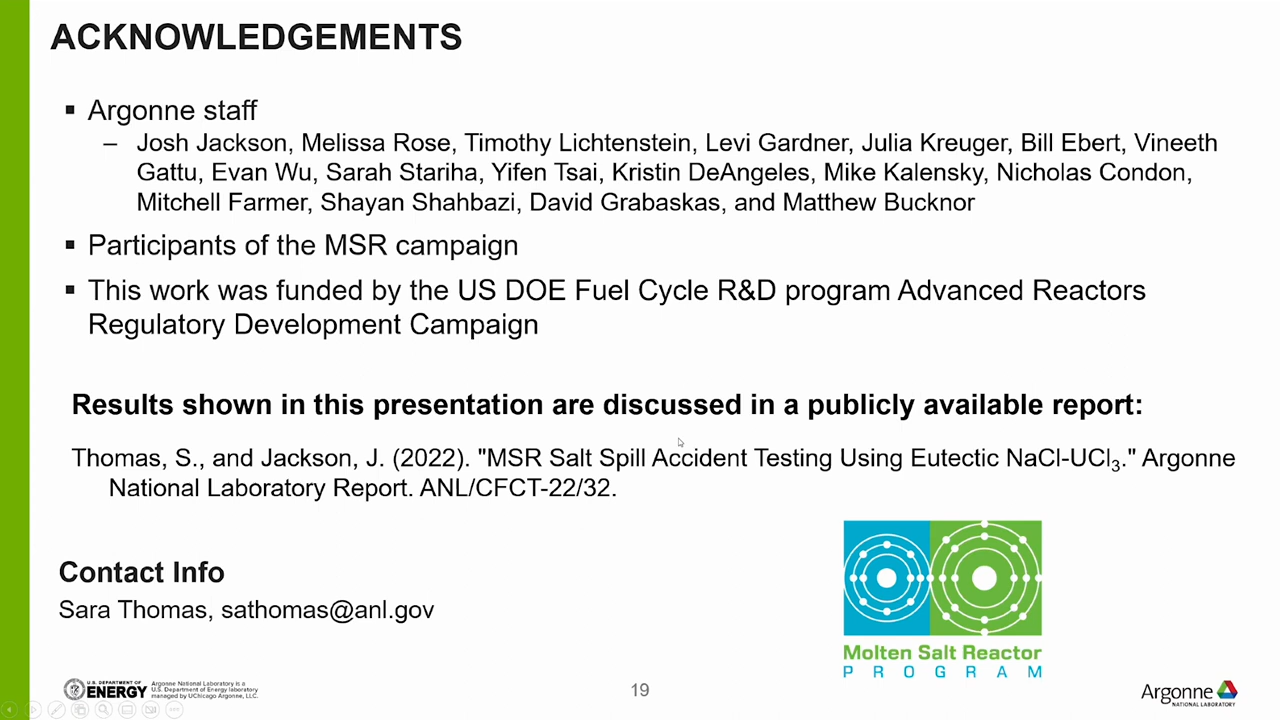 ACKNOWLEDGEMENTS
▪ Argonne staff
– Josh Jackson, Melissa Rose, Timothy Lichtenstein, Levi Gardner, Julia Kreuger, Bill Ebert, Vineeth
Gattu, Evan Wu, Sarah Stariha, Yifen Tsai, Kristin DeAngeles, Mike Kalensky, Nicholas Condon,
Mitchell Farmer, Shayan Shahbazi, David Grabaskas, and Matthew Bucknor
▪ Participants of the MSR campaign
▪ This work was funded by the US DOE Fuel Cycle R&D program Advanced Reactors
Regulatory Development Campaign
Results shown in this presentation are discussed in a publicly available report:
Thomas, S., and Jackson, J. (2022). "MSR Salt Spill Accident Testing Using Eutectic NaCl-UCl₃." Argonne
National Laboratory Report. ANL/CFCT-22/32.
Contact Info
Sara Thomas, sathomas@anl.gov
Molten Salt Reactor
PROGRAM
U.S. DEPARTMENT OF
ENERGY
Argonne National Laboratory is a
U.S. Department of Energy laboratory
managed by UChicago Argonne, LLC.
19
Argonne
NATIONAL LABORATORY